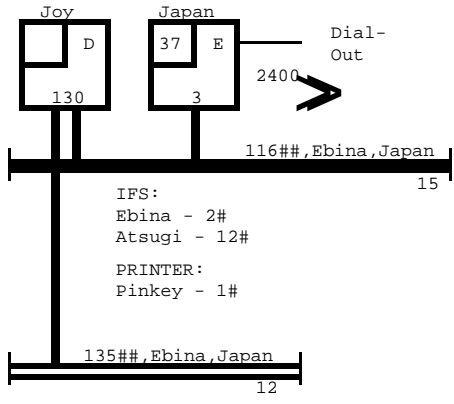 Joy
Japan
D
37
E
Dial-
Out
2400
130
3
116##,Ebina,Japan
15
IFS:
Ebina - 2#
Atsugi - 12#
PRINTER:
Pinkey - 1#
135##,Ebina,Japan
12